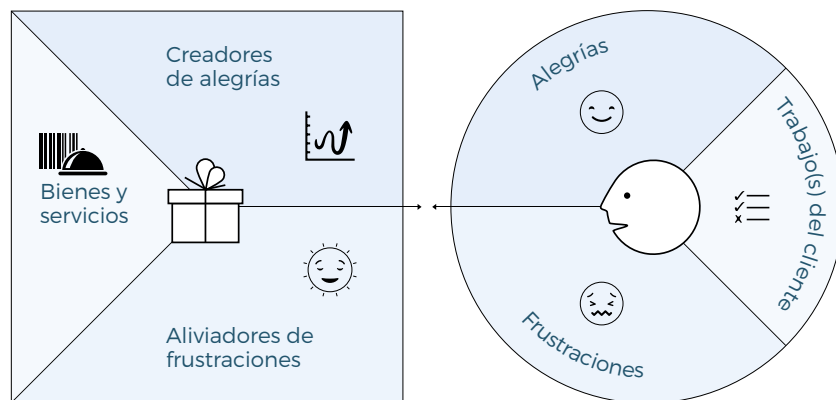 Creadores
de alegrías
Bienes y
servicios
Aliviadores de
frustraciones
Alegrías
Trabajo(s) del cliente
Frustraciones